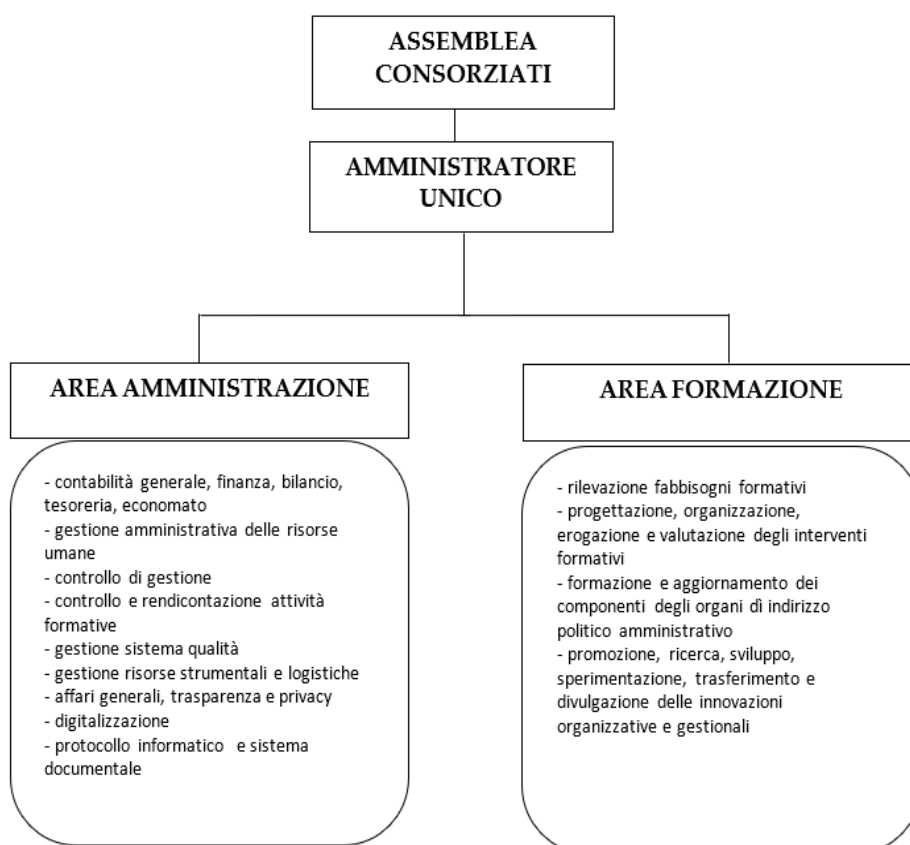 ASSEMBLEA
CONSORZIATI
AMMINISTRATORE
UNICO
AREA AMMINISTRAZIONE
- contabilità generale, finanza, bilancio,
tesoreria, economato
- gestione amministrativa delle risorse
umane
- controllo di gestione
- controllo e rendicontazione attività
formative
- gestione sistema qualità
- gestione risorse strumentali e logistiche
- affari generali, trasparenza e privacy
- digitalizzazione
- protocollo informatico e sistema
documentale
AREA FORMAZIONE
- rilevazione fabbisogni formativi
- progettazione, organizzazione,
erogazione e valutazione degli interventi
formativi
- formazione e aggiornamento dei
componenti degli organi dì indirizzo
politico amministrativo
- promozione, ricerca, sviluppo,
sperimentazione, trasferimento e
divulgazione delle innovazioni
organizzative e gestionali